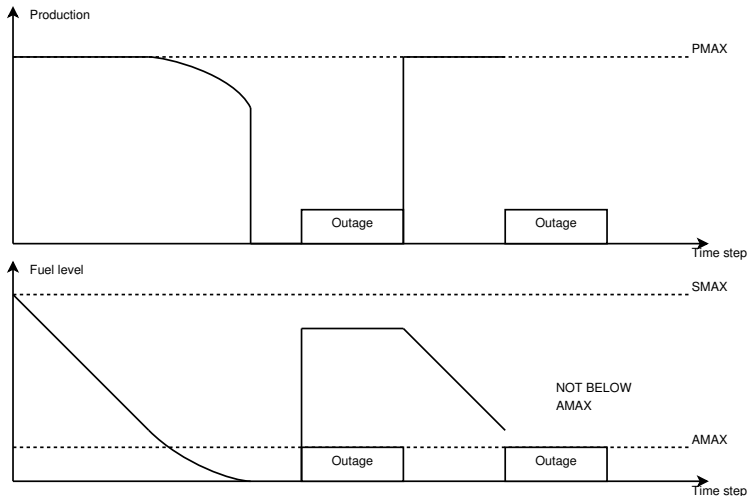 Production
PMAX
Outage
Outage
Time step
Fuel level
SMAX
NOT BELOW
AMAX
AMAX
Outage
Outage
Time step